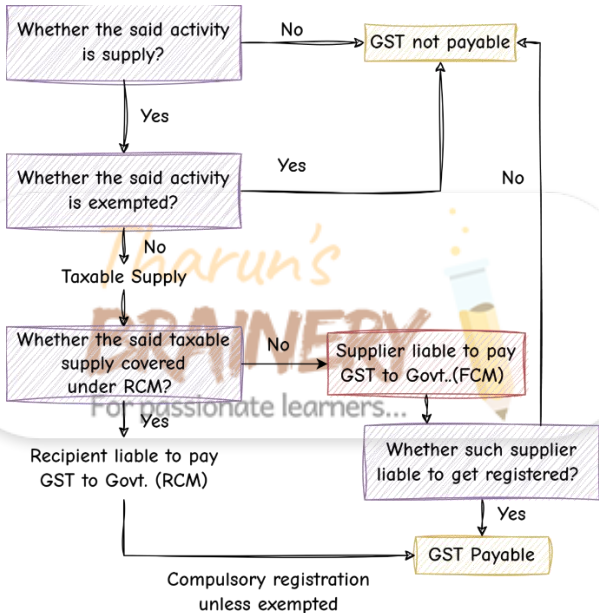 Whether the said activity
is supply?
No
GST not payable
Yes
Whether the said activity
is exempted?
Yes
No
No
Taxable Supply
Tharun's
BRAINERY
For passionate learners...
Whether the said taxable
supply covered
under RCM?
No
Supplier liable to pay
GST to Govt..(FCM)
Yes
Recipient liable to pay
GST to Govt. (RCM)
Whether such supplier
liable to get registered?
Yes
GST Payable
Compulsory registration
unless exempted